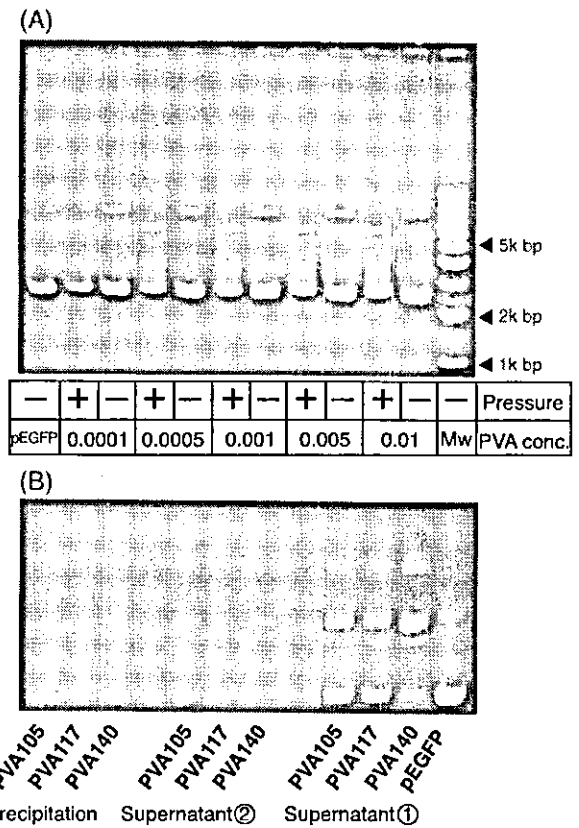 (A)
5k bp
2k bp
1k bp
− + − + − + − + − + − − Pressure
pEGFP 0.0001 0.0005 0.001 0.005 0.01 Mw PVA conc.
(B)
PVA105 PVA117 PVA140 PVA105 PVA117 PVA140 PVA105 PVA117 PVA140 pEGFP
recipitation Supernatant② Supernatant①